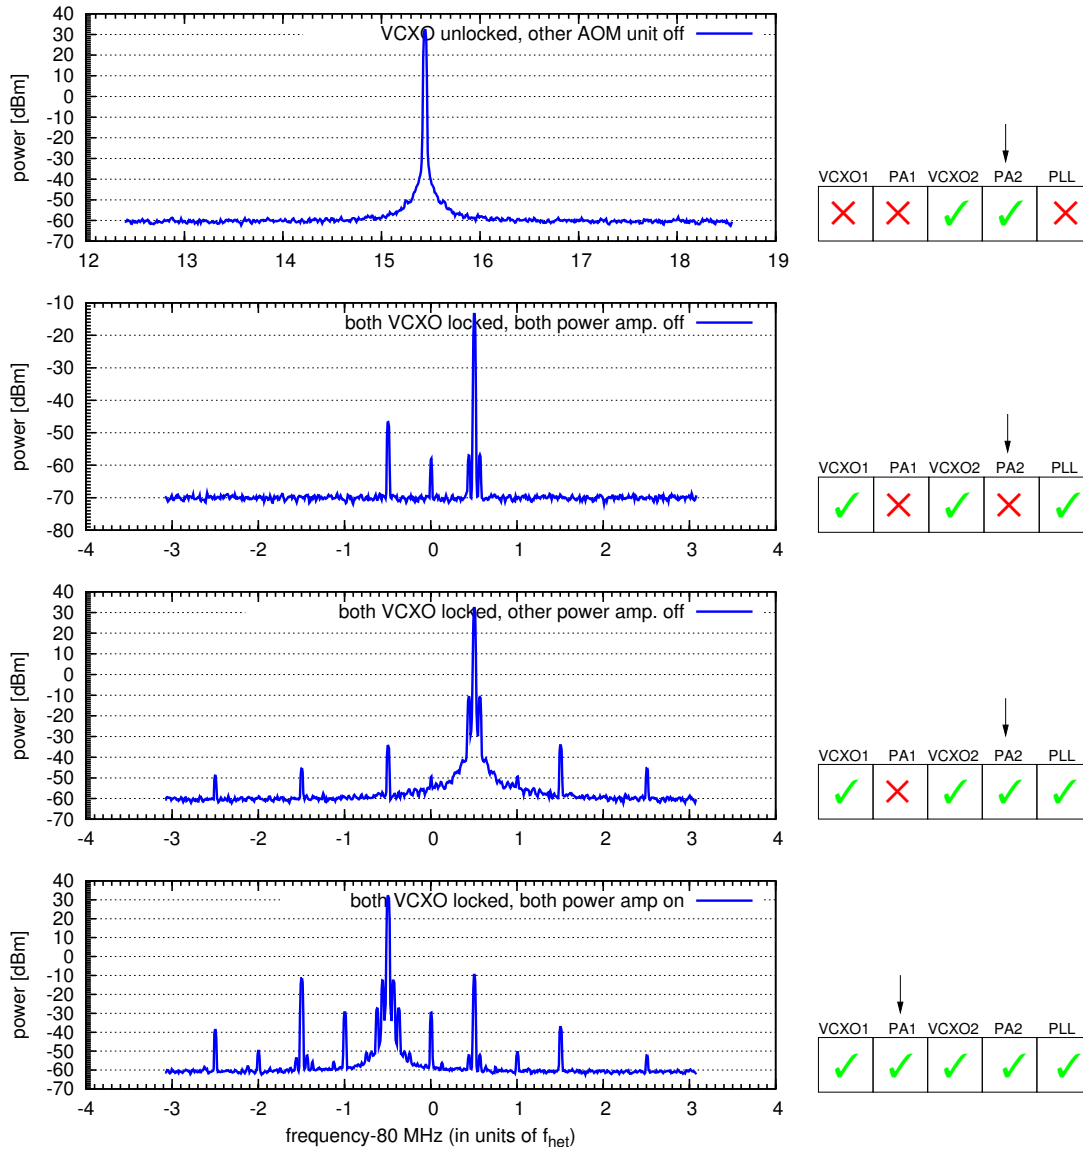 VCXO unlocked, other AOM unit off
power [dBm]
40
30
20
10
0
-10
-20
-30
-40
-50
-60
-70
12 13 14 15 16 17 18 19
VCXO1 PA1 VCXO2 PA2 PLL
both VCXO locked, both power amp. off
power [dBm]
-10
-20
-30
-40
-50
-60
-70
-80
-4 -3 -2 -1 0 1 2 3 4
VCXO1 PA1 VCXO2 PA2 PLL
both VCXO locked, other power amp. off
power [dBm]
40
30
20
10
0
-10
-20
-30
-40
-50
-60
-70
-4 -3 -2 -1 0 1 2 3 4
VCXO1 PA1 VCXO2 PA2 PLL
both VCXO locked, both power amp on
power [dBm]
40
30
20
10
0
-10
-20
-30
-40
-50
-60
-70
-4 -3 -2 -1 0 1 2 3 4
frequency-80 MHz (in units of f_het)
VCXO1 PA1 VCXO2 PA2 PLL